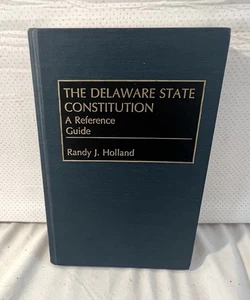 THE DELAWARE STATE
CONSTITUTION
A Reference
Guide
Randy J. Holland